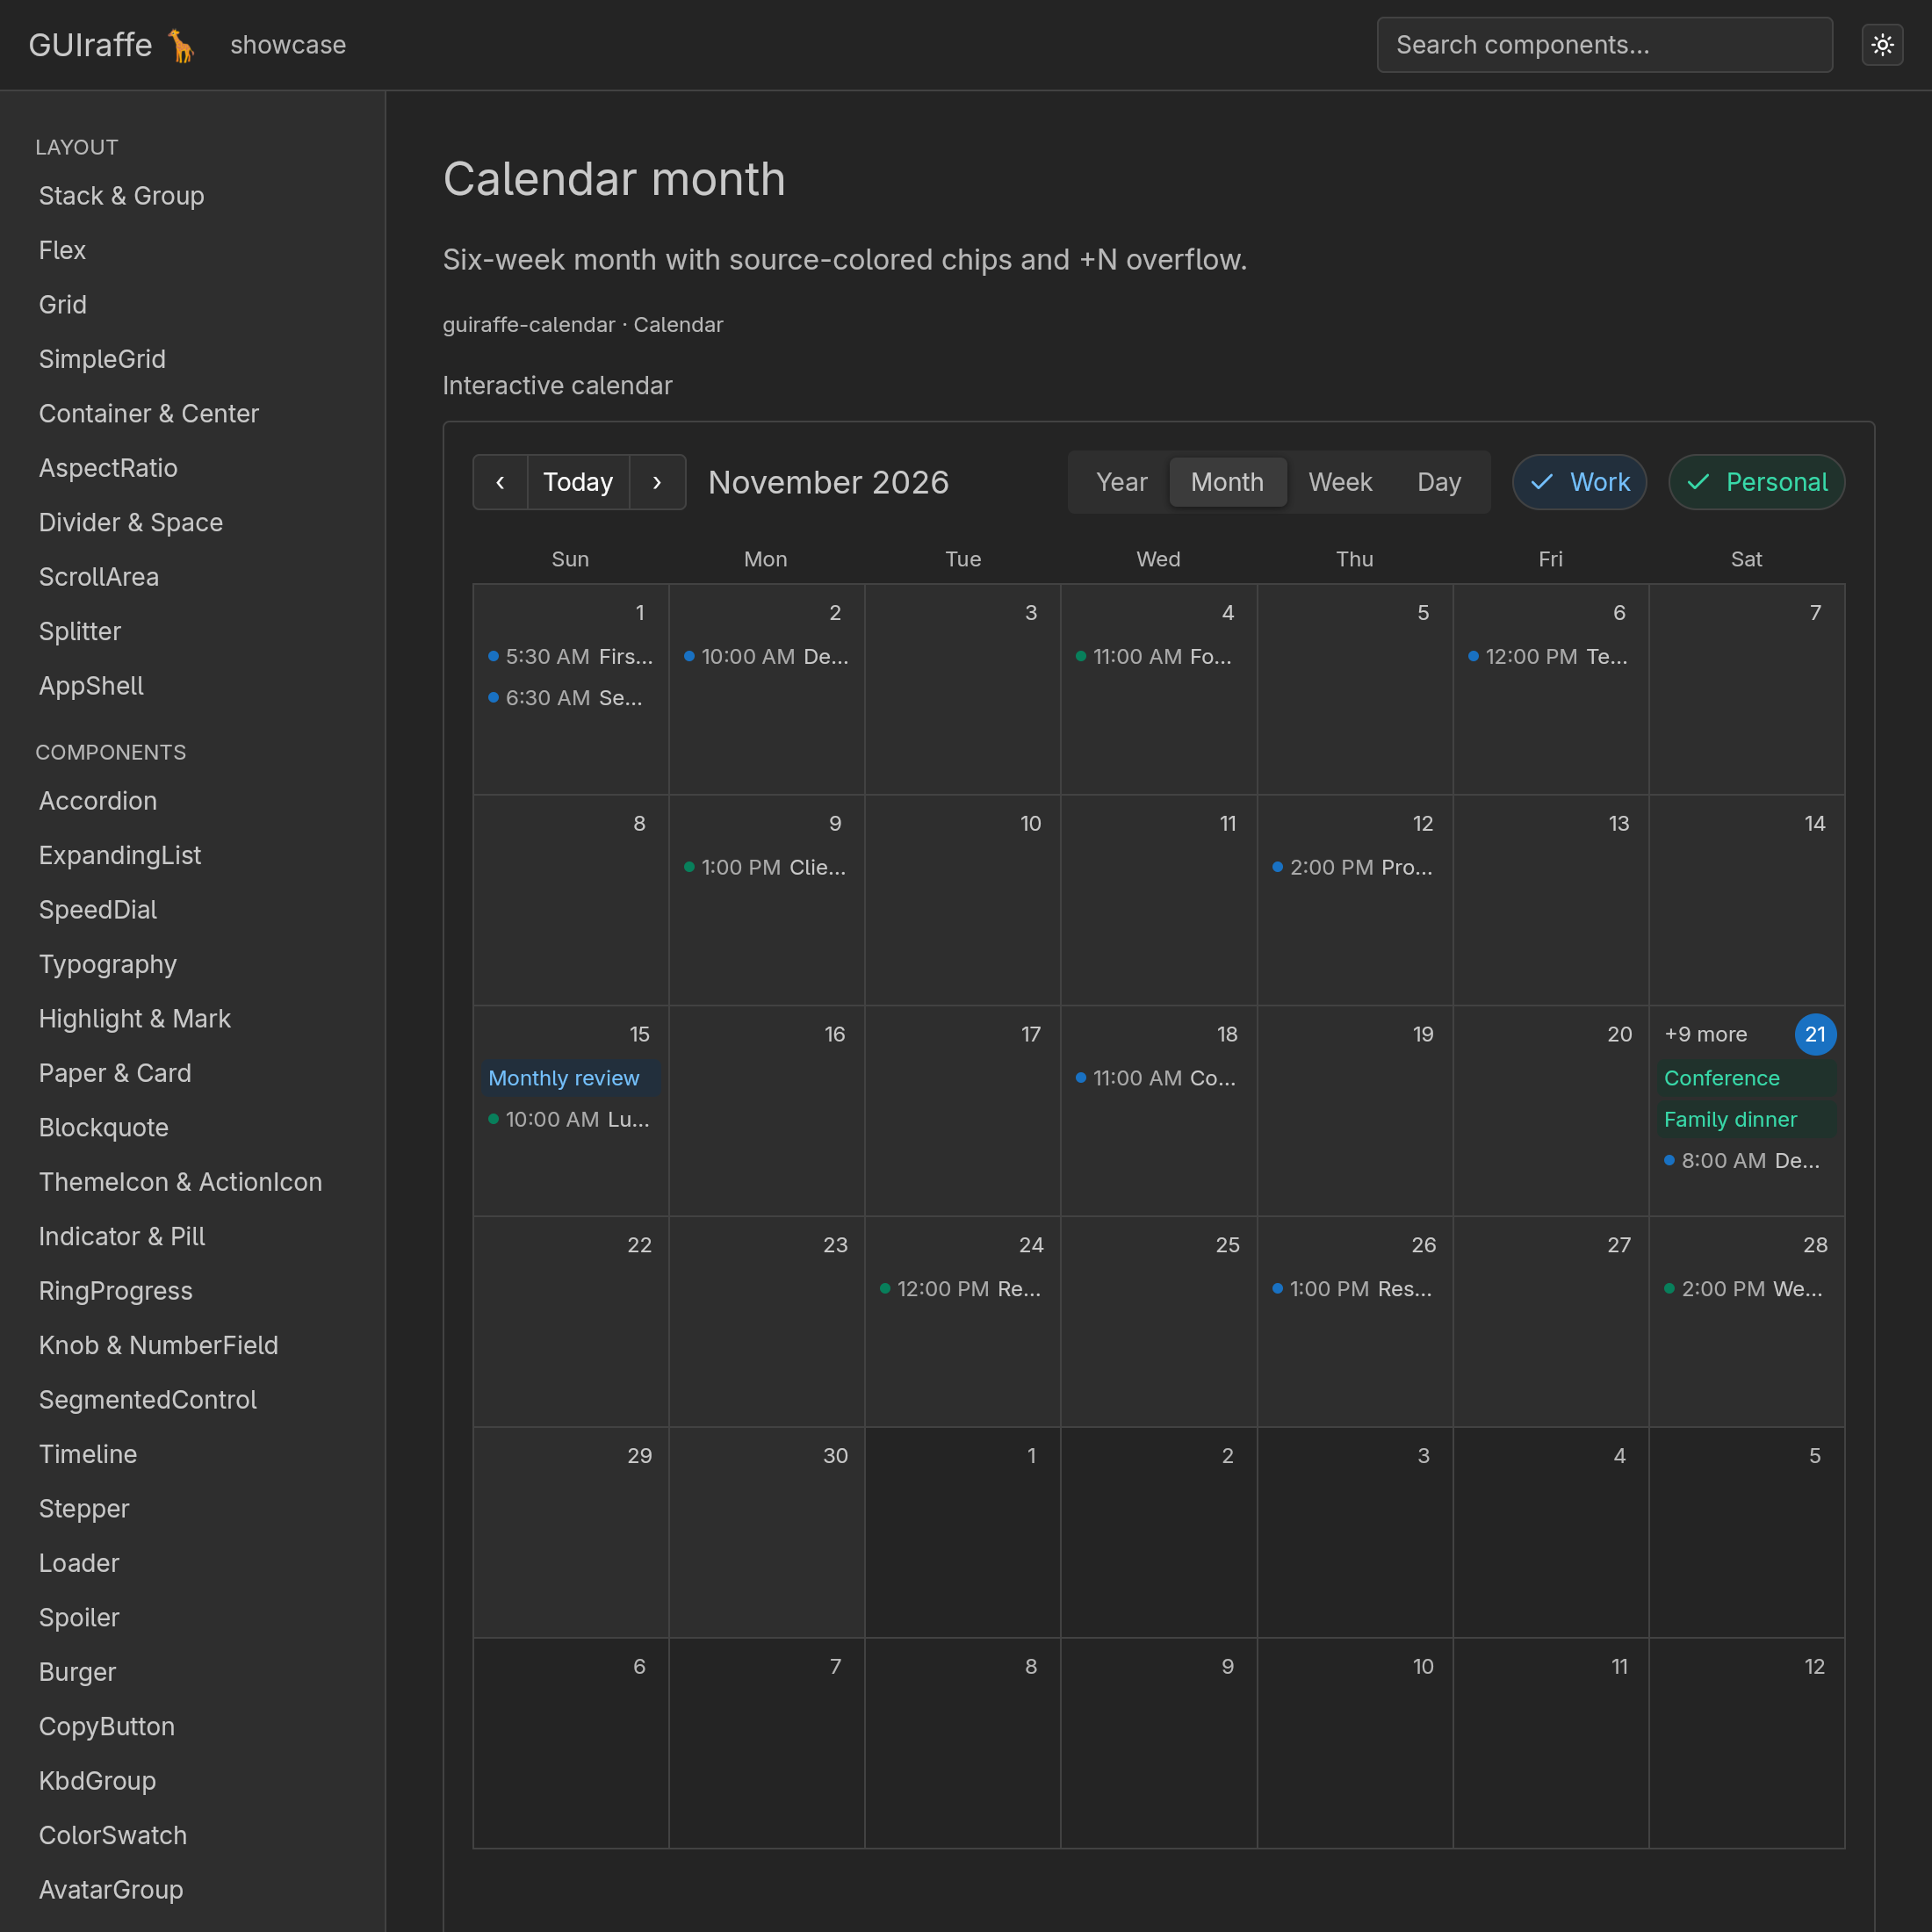 GUIraffe 🦒 showcase
Search components...
LAYOUT
Stack & Group
Flex
Grid
SimpleGrid
Container & Center
AspectRatio
Divider & Space
ScrollArea
Splitter
AppShell
COMPONENTS
Accordion
ExpandingList
SpeedDial
Typography
Highlight & Mark
Paper & Card
Blockquote
ThemeIcon & ActionIcon
Indicator & Pill
RingProgress
Knob & NumberField
SegmentedControl
Timeline
Stepper
Loader
Spoiler
Burger
CopyButton
KbdGroup
ColorSwatch
AvatarGroup
Calendar month
Six-week month with source-colored chips and +N overflow.
guiraffe-calendar · Calendar
Interactive calendar
‹ Today › November 2026 Year Month Week Day ✓ Work ✓ Personal
Sun Mon Tue Wed Thu Fri Sat
1 2 3 4 5 6 7
5:30 AM Firs... 10:00 AM De... 11:00 AM Fo... 12:00 PM Te...
6:30 AM Se...
8 9 10 11 12 13 14
1:00 PM Clie... 2:00 PM Pro...
15 16 17 18 19 20 +9 more 21
Monthly review 11:00 AM Co... Conference
10:00 AM Lu... Family dinner
8:00 AM De...
22 23 24 25 26 27 28
12:00 PM Re... 1:00 PM Res... 2:00 PM We...
29 30 1 2 3 4 5
6 7 8 9 10 11 12